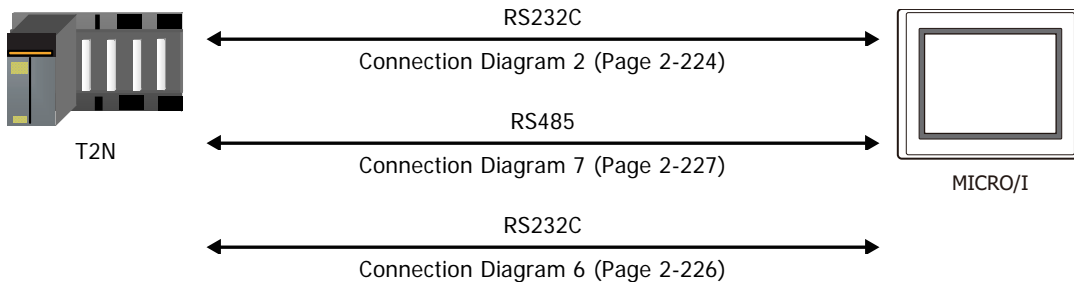 RS232C
Connection Diagram 2 (Page 2-224)
RS485
T2N
Connection Diagram 7 (Page 2-227)
MICRO/I
RS232C
Connection Diagram 6 (Page 2-226)